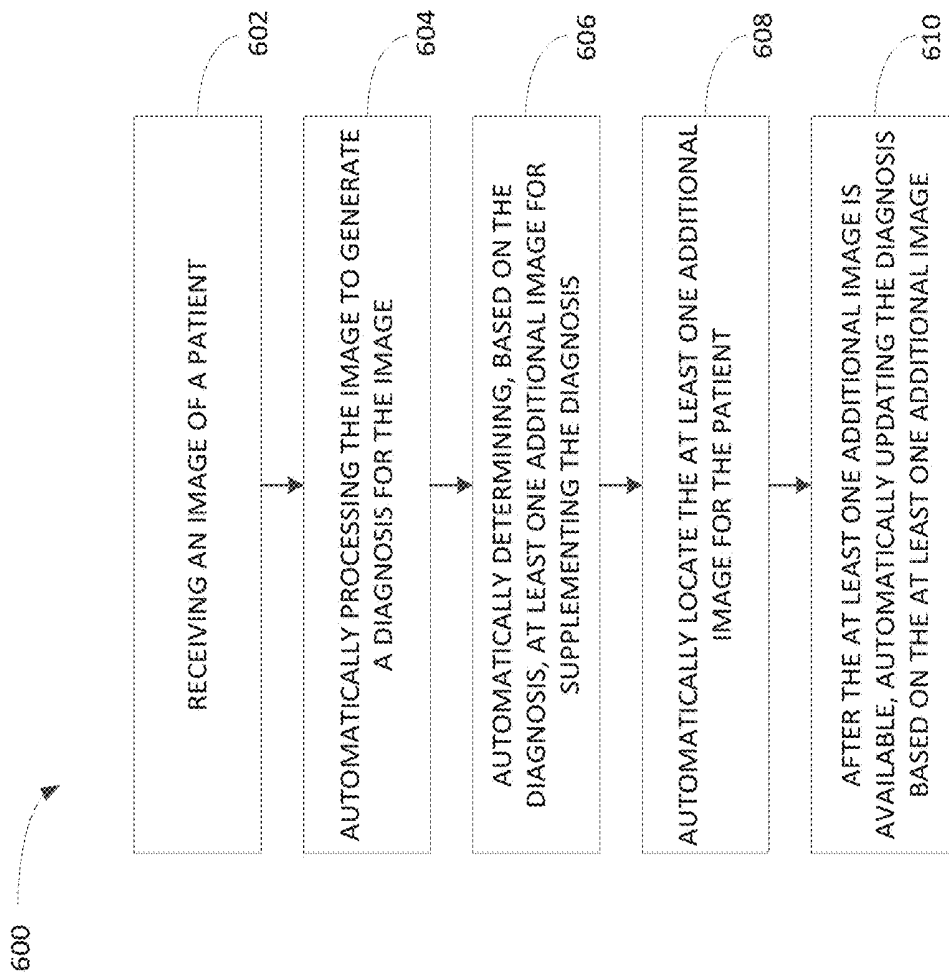 600
RECEIVING AN IMAGE OF A PATIENT
602
AUTOMATICALLY PROCESSING THE IMAGE TO GENERATE
A DIAGNOSIS FOR THE IMAGE
604
AUTOMATICALLY DETERMINING, BASED ON THE
DIAGNOSIS, AT LEAST ONE ADDITIONAL IMAGE FOR
SUPPLEMENTING THE DIAGNOSIS
606
AUTOMATICALLY LOCATE THE AT LEAST ONE ADDITIONAL
IMAGE FOR THE PATIENT
608
AFTER THE AT LEAST ONE ADDITIONAL IMAGE IS
AVAILABLE, AUTOMATICALLY UPDATING THE DIAGNOSIS
BASED ON THE AT LEAST ONE ADDITIONAL IMAGE
610